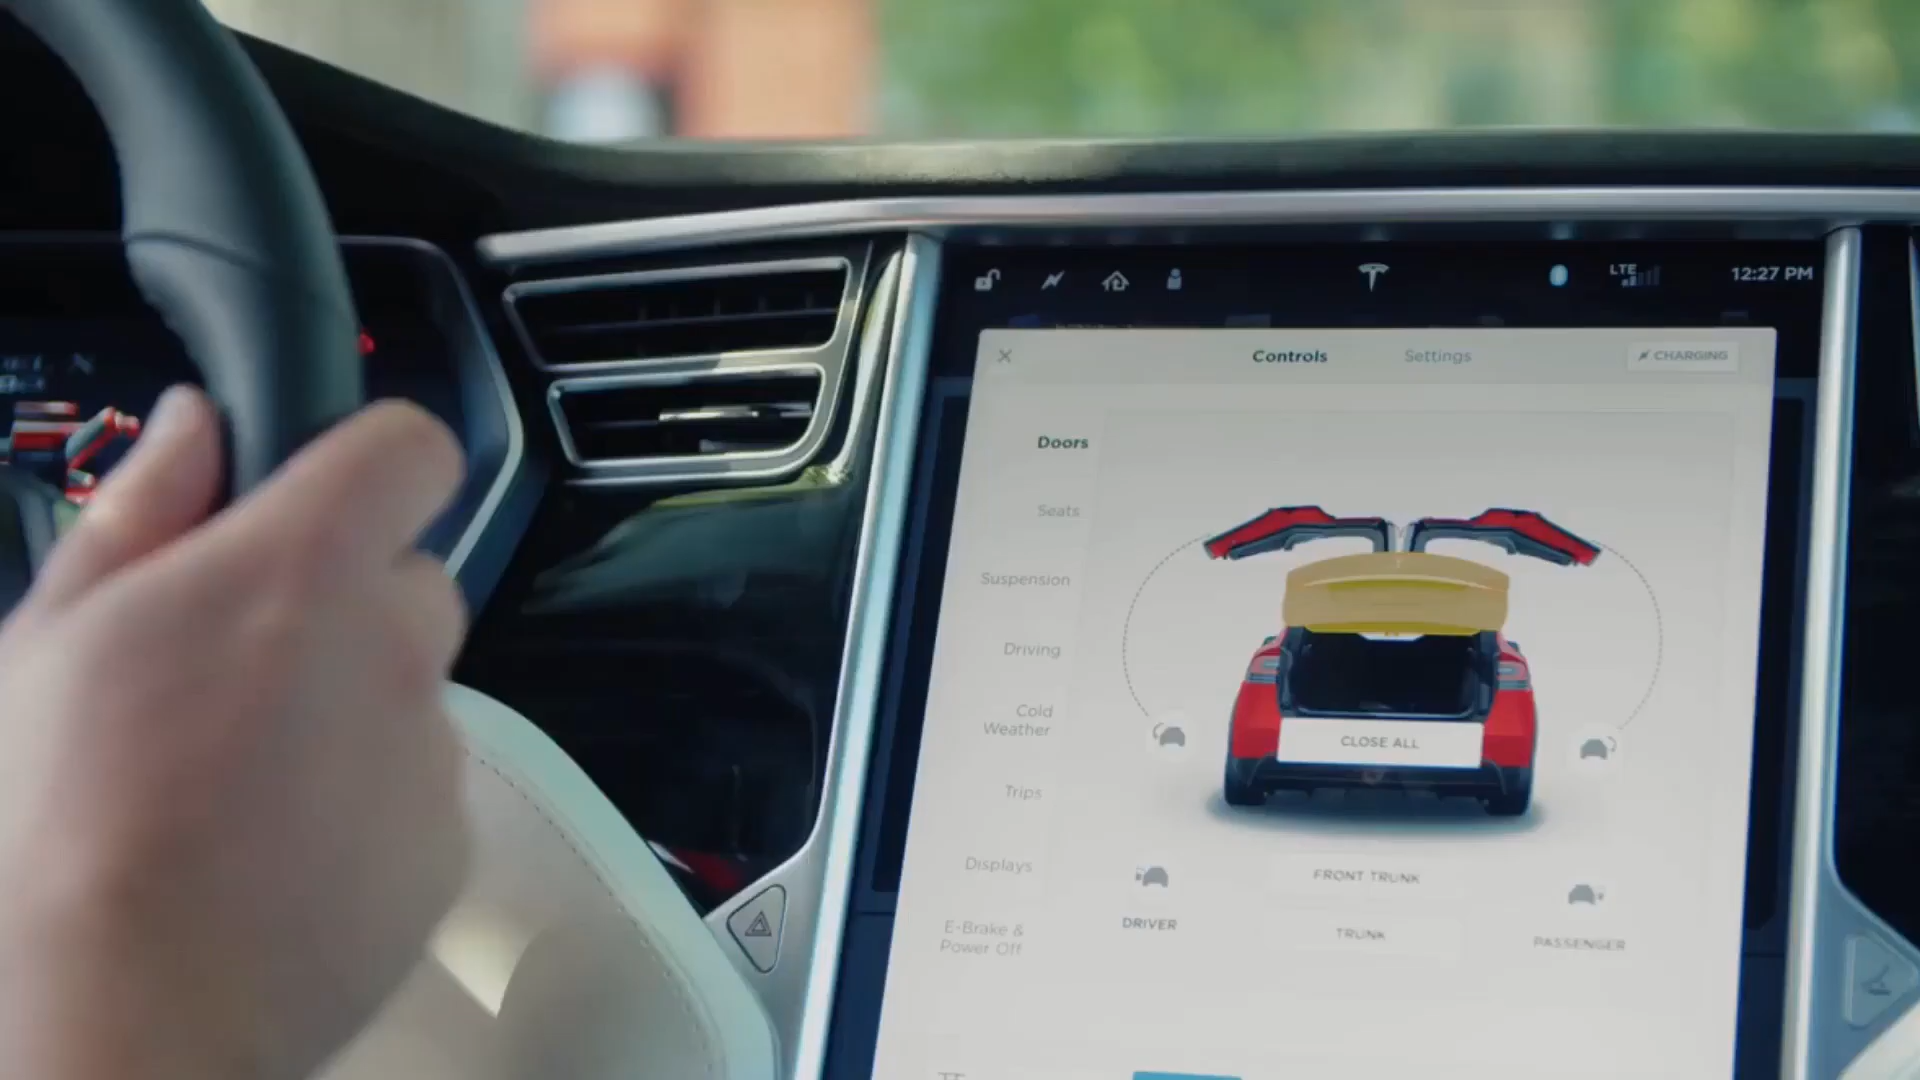 LTE
12:27 PM
Controls
Settings
CHARGING
Doors
Seats
Suspension
Driving
Cold
Weather
Trips
Displays
E-Brake &
Power Off
CLOSE ALL
FRONT TRUNK
DRIVER
TRUNK
PASSENGER